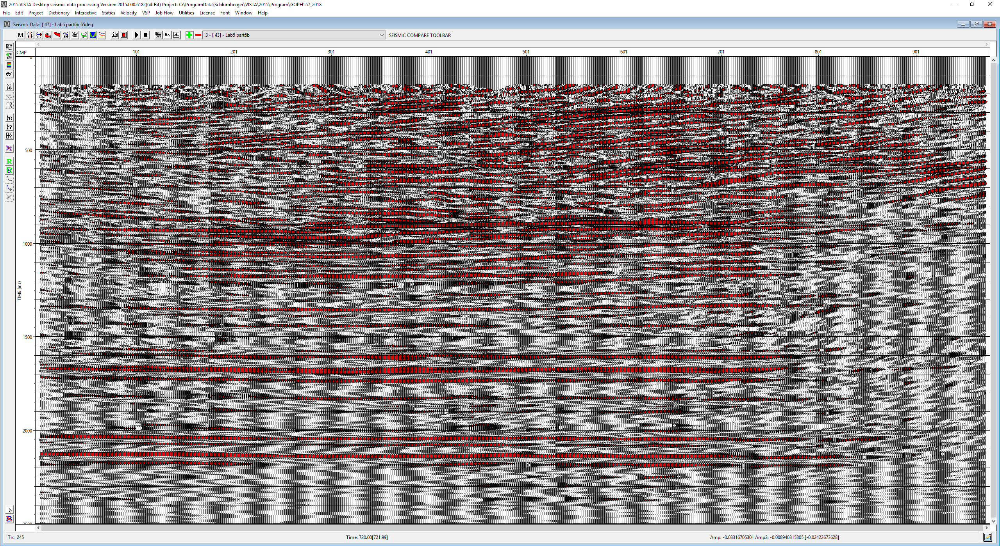 2015 VISTA Desktop seismic data processing Version: 2015.000.6182(64-Bit) Project: C:\ProgramData\Schlumberger\VISTA\2015\Program\GOPH557_2018
File Edit Project Dictionary Interactive Statics Velocity VSP Job Flow Utilities License Font Window Help
Seismic Data: [ 47] - Lab5 part6b 65deg
M Diff Ro 3 - [ 43] - Lab5 part6b SEISMIC COMPARE TOOLBAR
CMP 101 201 301 401 501 601 701 801 901
0
500
1000
TIME (ms)
1500
2000
2500
Trc: 245 Time: 720.00[721.99] Amp: -0.03316705301 Amp2: -0.008940315805 [-0.02422673628]